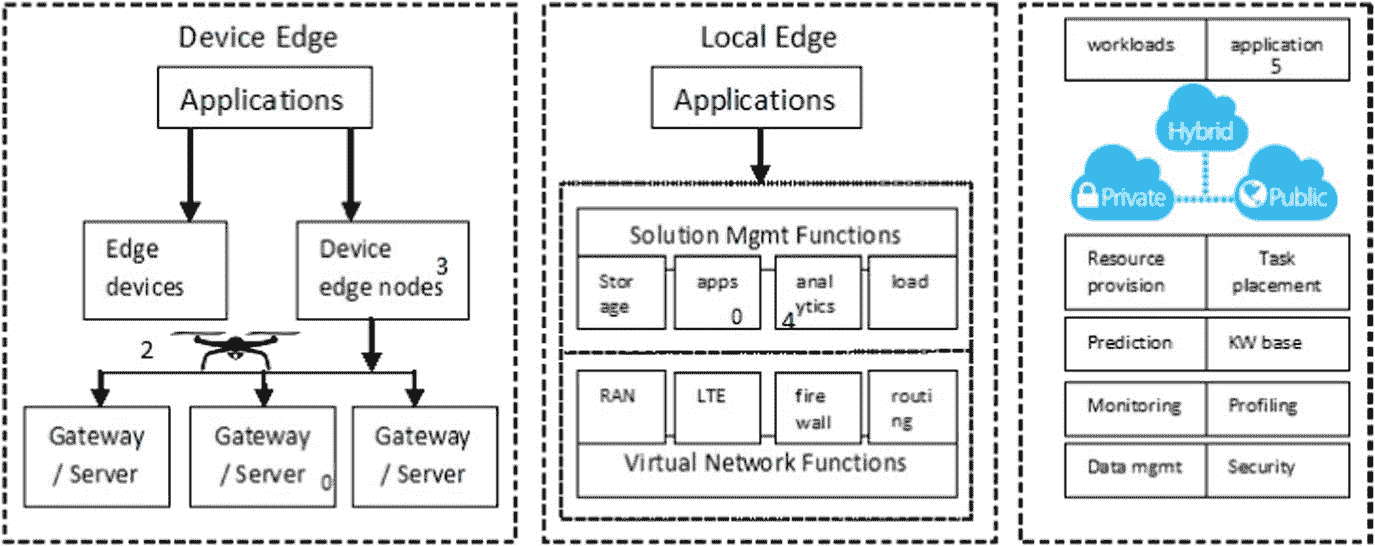 Device Edge
Applications
Edge
devices
Device
edge nodes
3
2
Gateway
/ Server
Gateway
/ Server
0
Gateway
/ Server
Local Edge
Applications
Solution Mgmt Functions
Stor
age
apps
0
anal
ytics
4
load
RAN
LTE
fire
wall
routi
ng
Virtual Network Functions
workloads
application
5
Hybrid
Private
Public
Resource
provision
Task
placement
Prediction
KW base
Monitoring
Profiling
Data mgmt
Security